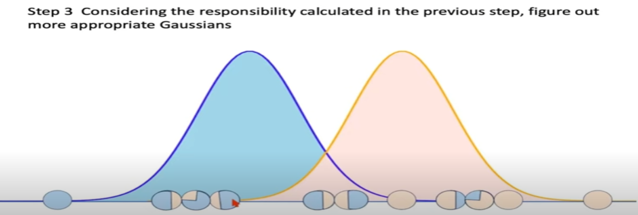 Step 3  Considering the responsibility calculated in the previous step, figure out
more appropriate Gaussians